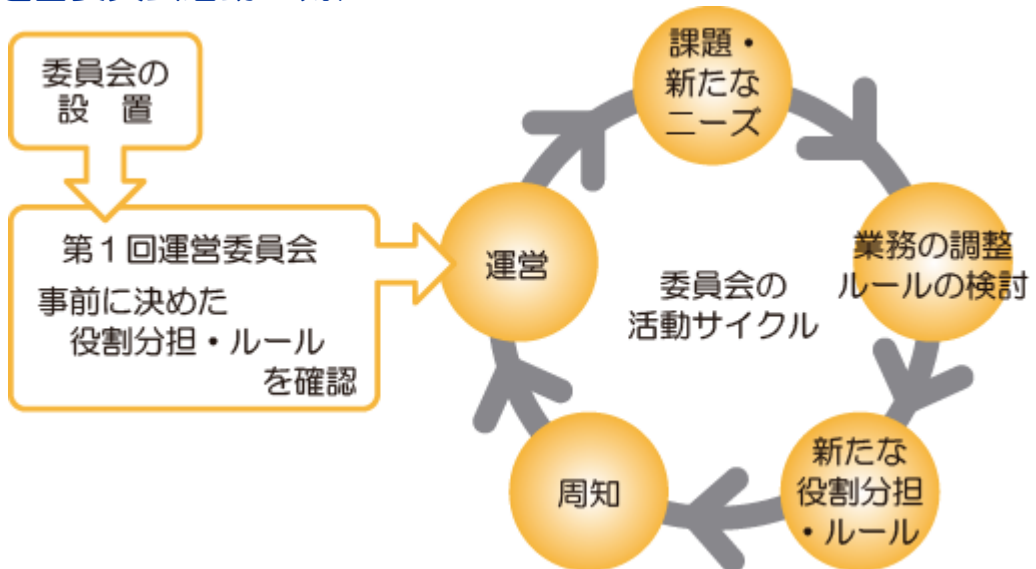 委員会の
設　置
第１回運営委員会
事前に決めた
役割分担・ルール
を確認
運営
課題・
新たな
ニーズ
業務の調整
ルールの検討
新たな
役割分担
・ルール
周知
委員会の
活動サイクル